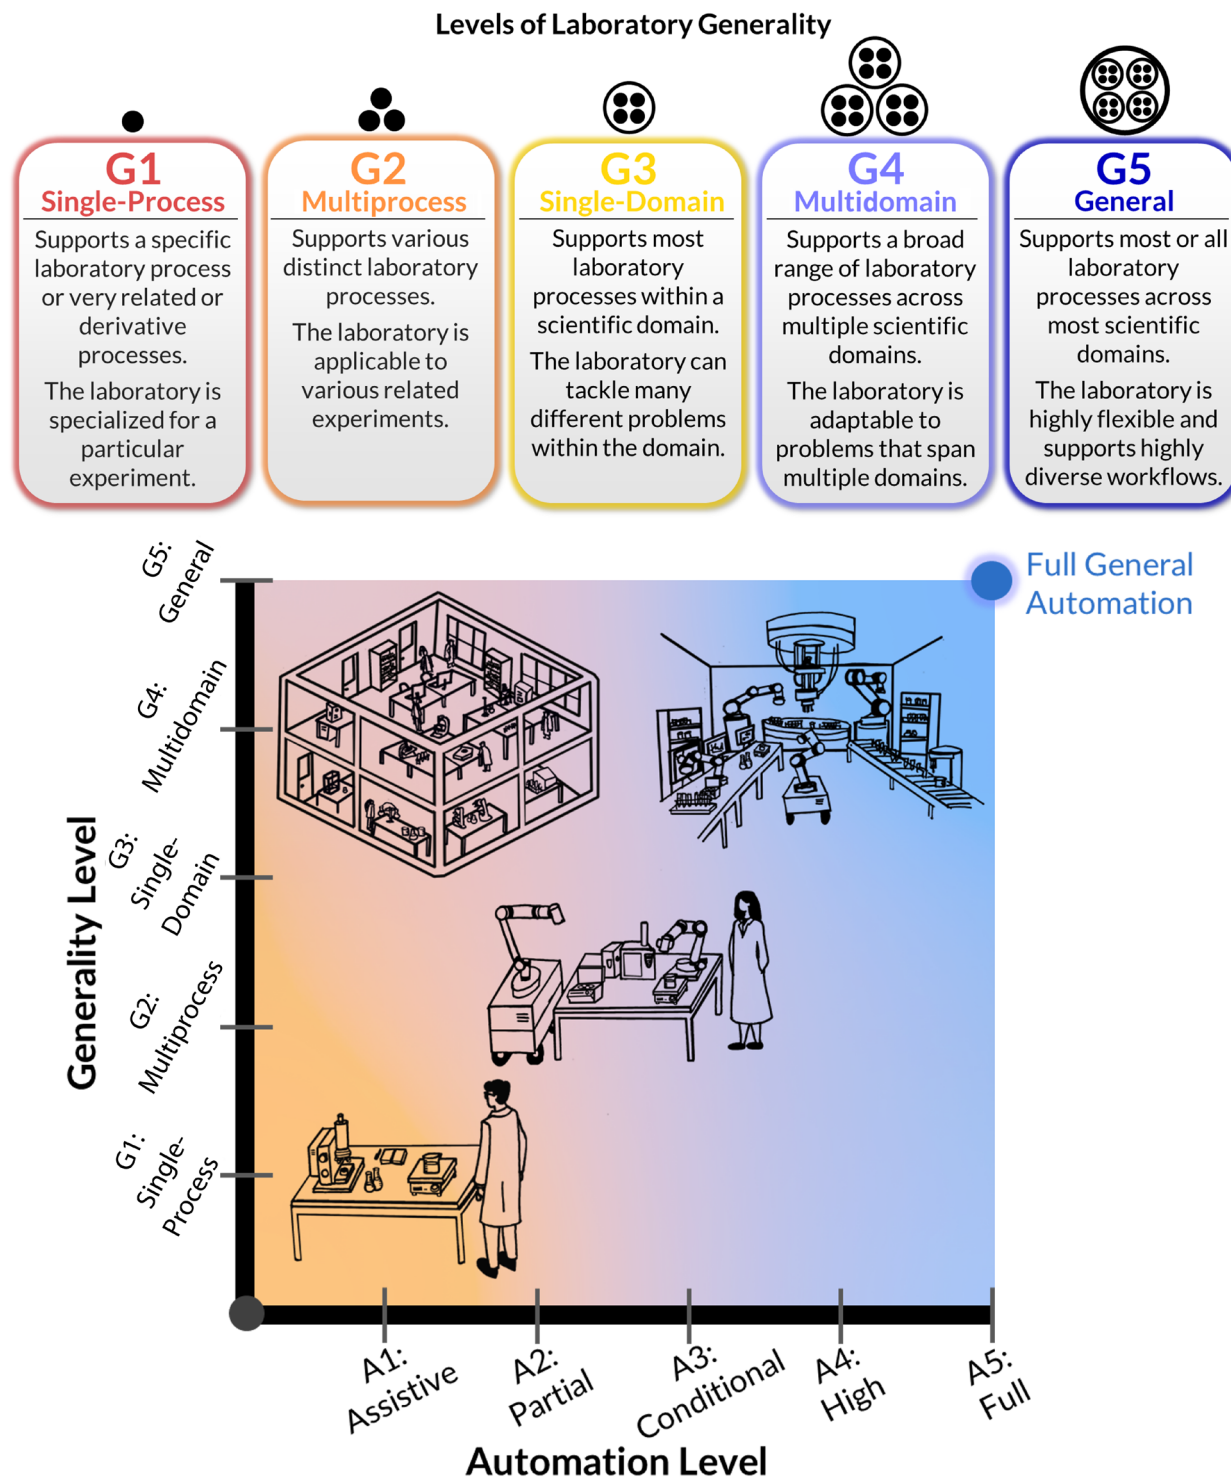 Levels of Laboratory Generality
G1
Single-Process
Supports a specific
laboratory process
or very related or
derivative
processes.
The laboratory is
specialized for a
particular
experiment.
G2
Multiprocess
Supports various
distinct laboratory
processes.
The laboratory is
applicable to
various related
experiments.
G3
Single-Domain
Supports most
laboratory
processes within a
scientific domain.
The laboratory can
tackle many
different problems
within the domain.
G4
Multidomain
Supports a broad
range of laboratory
processes across
multiple scientific
domains.
The laboratory is
adaptable to
problems that span
multiple domains.
G5
General
Supports most or all
laboratory
processes across
most scientific
domains.
The laboratory is
highly flexible and
supports highly
diverse workflows.
Full General
Automation
Generality Level
G5:
General
G4:
Multidomain
G3:
Single-
Domain
G2:
Multiprocess
G1:
Single-
Process
A1:
Assistive
A2:
Partial
A3:
Conditional
A4:
High
A5:
Full
Automation Level